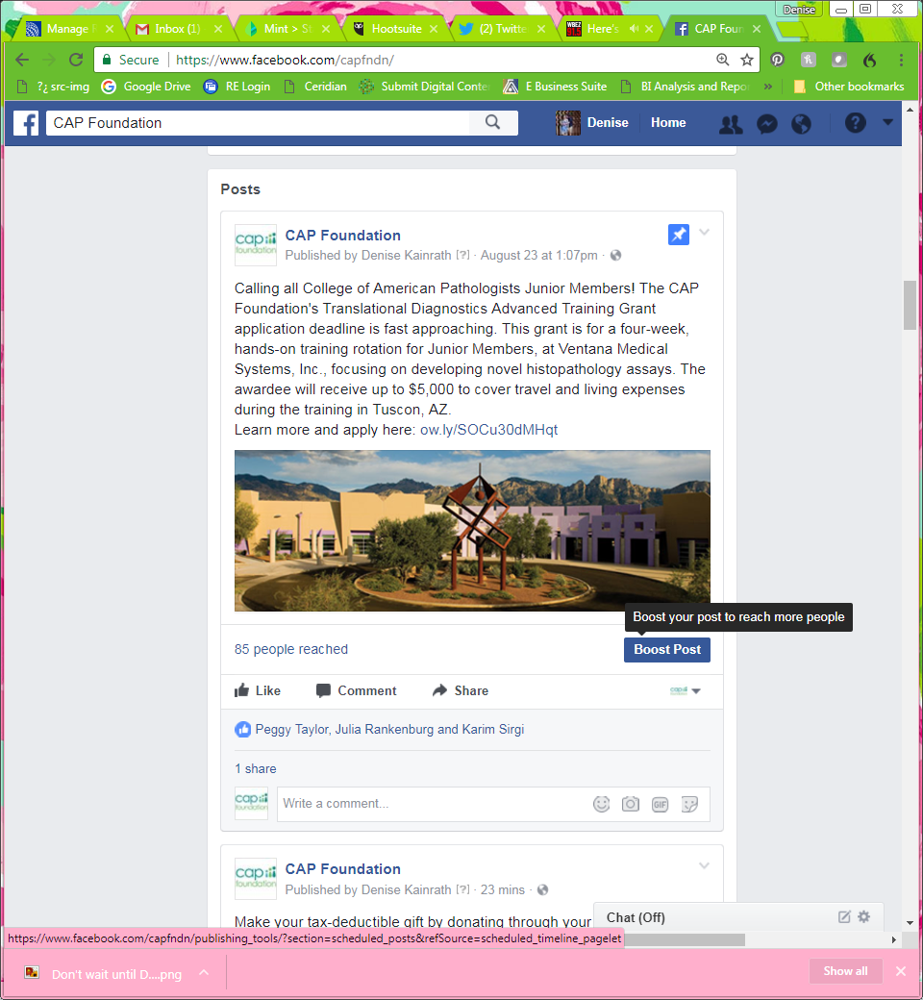 Denise
Manage
Inbox (1)
Mint > S
Hootsuite
(2) Twitte
WBEZ
Here's
CAP Foun
Secure
https://www.facebook.com/capfndn/
?¿ src-img
Google Drive
RE Login
Ceridian
Submit Digital Conte
E Business Suite
BI Analysis and Repo
»
Other bookmarks
CAP Foundation
Denise
Home
Posts
cap foundation
CAP Foundation
Published by Denise Kainrath [?] · August 23 at 1:07pm ·
Calling all College of American Pathologists Junior Members! The CAP
Foundation's Translational Diagnostics Advanced Training Grant
application deadline is fast approaching. This grant is for a four-week,
hands-on training rotation for Junior Members, at Ventana Medical
Systems, Inc., focusing on developing novel histopathology assays. The
awardee will receive up to $5,000 to cover travel and living expenses
during the training in Tuscon, AZ.
Learn more and apply here: ow.ly/SOCu30dMHqt
Boost your post to reach more people
85 people reached
Boost Post
Like
Comment
Share
cap
Peggy Taylor, Julia Rankenburg and Karim Sirgi
1 share
cap foundation
Write a comment...
GIF
cap foundation
CAP Foundation
Published by Denise Kainrath [?] · 23 mins ·
Make your tax-deductible gift by donating through your
Chat (Off)
https://www.facebook.com/capfndn/publishing_tools/?section=scheduled_posts&refSource=scheduled_timeline_pagelet
Don't wait until D....png
Show all